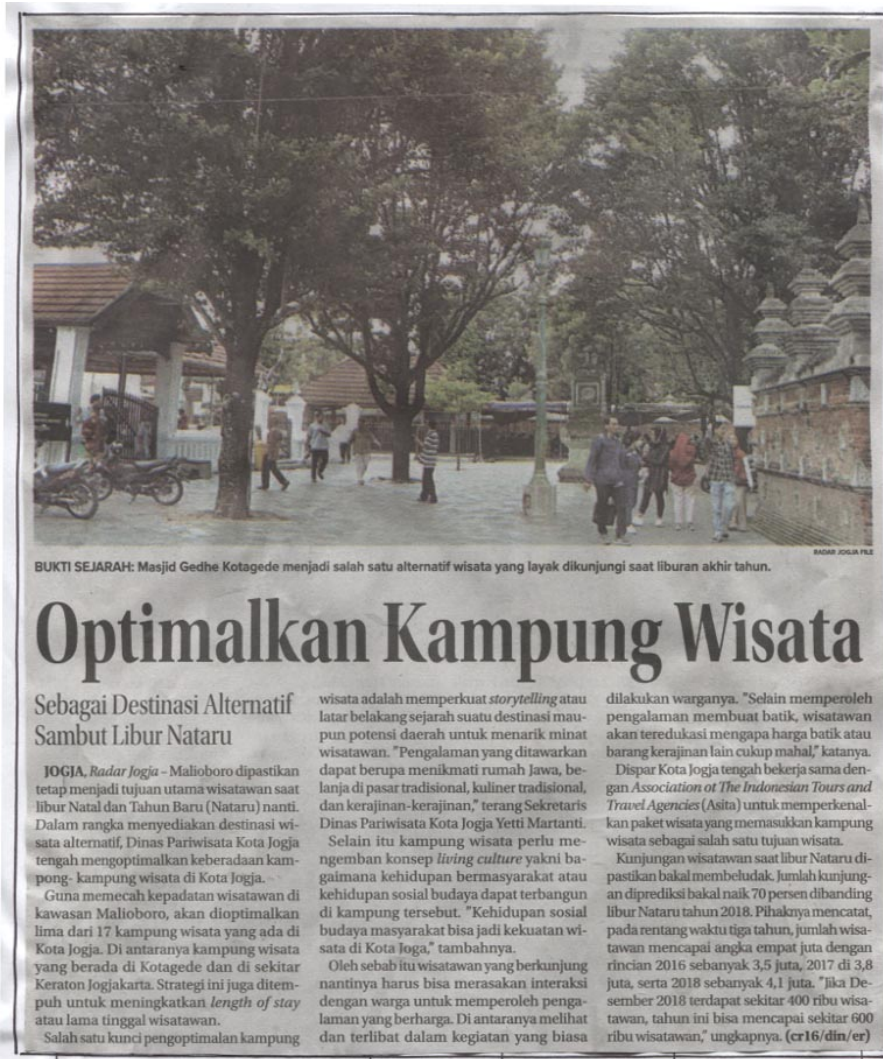 RADAR JOGJA FILE
BUKTI SEJARAH: Masjid Gedhe Kotagede menjadi salah satu alternatif wisata yang layak dikunjungi saat liburan akhir tahun.
Optimalkan Kampung Wisata
Sebagai Destinasi Alternatif
Sambut Libur Nataru
JOGJA, Radar Jogja – Malioboro dipastikan
tetap menjadi tujuan utama wisatawan saat
libur Natal dan Tahun Baru (Nataru) nanti.
Dalam rangka menyediakan destinasi wi-
sata alternatif, Dinas Pariwisata Kota Jogja
tengah mengoptimalkan keberadaan kam-
pong- kampung wisata di Kota Jogja.
Guna memecah kepadatan wisatawan di
kawasan Malioboro, akan dioptimalkan
lima dari 17 kampung wisata yang ada di
Kota Jogja. Di antaranya kampung wisata
yang berada di Kotagede dan di sekitar
Keraton Jogjakarta. Strategi ini juga ditem-
puh untuk meningkatkan length of stay
atau lama tinggal wisatawan.
Salah satu kunci pengoptimalan kampung
wisata adalah memperkuat storytelling atau
latar belakang sejarah suatu destinasi mau-
pun potensi daerah untuk menarik minat
wisatawan. "Pengalaman yang ditawarkan
dapat berupa menikmati rumah Jawa, be-
lanja di pasar tradisional, kuliner tradisional,
dan kerajinan-kerajinan," terang Sekretaris
Dinas Pariwisata Kota Jogja Yetti Martanti.
Selain itu kampung wisata perlu me-
ngemban konsep living culture yakni ba-
gaimana kehidupan bermasyarakat atau
kehidupan sosial budaya dapat terbangun
di kampung tersebut. "Kehidupan sosial
budaya masyarakat bisa jadi kekuatan wi-
sata di Kota Joga," tambahnya.
Oleh sebab itu wisatawan yang berkunjung
nantinya harus bisa merasakan interaksi
dengan warga untuk memperoleh penga-
laman yang berharga. Di antaranya melihat
dan terlibat dalam kegiatan yang biasa
dilakukan warganya. "Selain memperoleh
pengalaman membuat batik, wisatawan
akan teredukasi mengapa harga batik atau
barang kerajinan lain cukup mahal," katanya.
Dispar Kota Jogja tengah bekerja sama den-
gan Association ot The Indonesian Tours and
Travel Agencies (Asita) untuk memperkenal-
kan paket wisata yang memasukkan kampung
wisata sebagai salah satu tujuan wisata.
Kunjungan wisatawan saat libur Nataru di-
pastikan bakal membeludak. Jumlah kunjung-
an diprediksi bakal naik 70 persen dibanding
libur Nataru tahun 2018. Pihaknya mencatat,
pada rentang waktu tiga tahun, jumlah wisa-
tawan mencapai angka empat juta dengan
rincian 2016 sebanyak 3,5 juta, 2017 di 3,8
juta, serta 2018 sebanyak 4,1 juta. "Jika De-
sember 2018 terdapat sekitar 400 ribu wisa-
tawan, tahun ini bisa mencapai sekitar 600
ribu wisatawan," ungkapnya. (cr16/din/er)